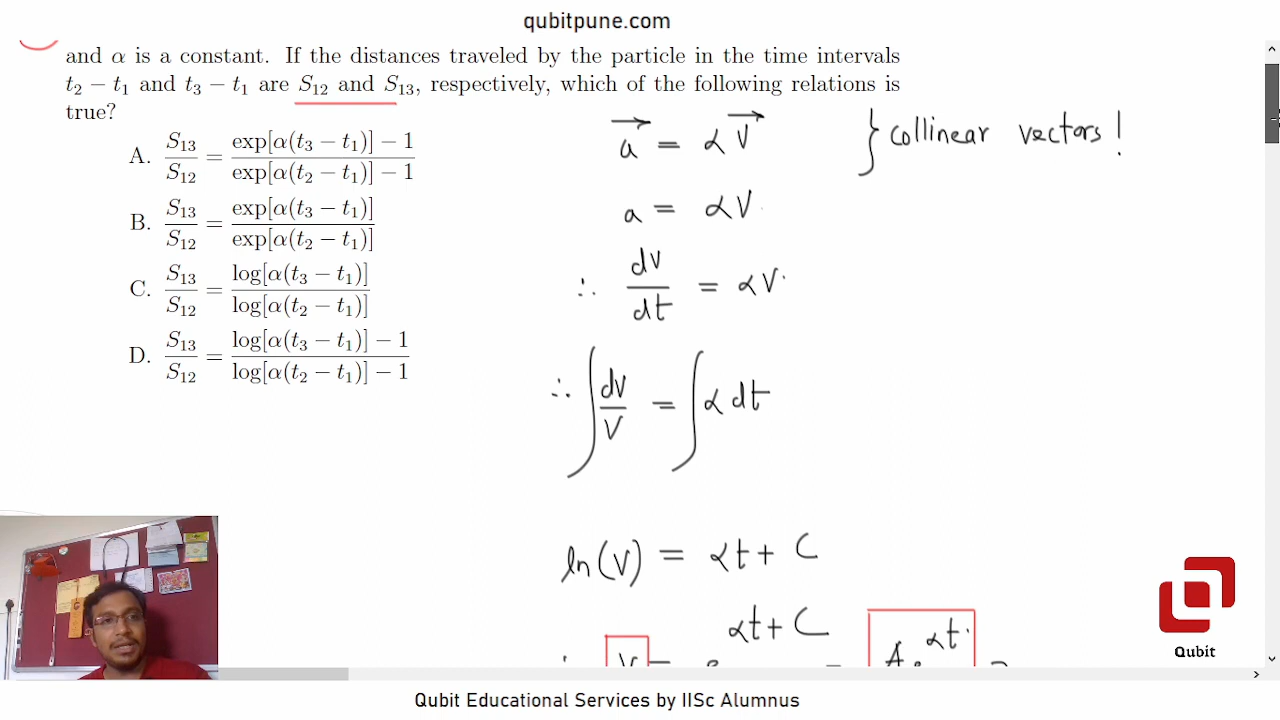 qubitpune.com
and α is a constant. If the distances traveled by the particle in the time intervals
t₂ − t₁ and t₃ − t₁ are S₁₂ and S₁₃, respectively, which of the following relations is
true?
A. S₁₃/S₁₂ = exp[α(t₃ − t₁)] − 1 / exp[α(t₂ − t₁)] − 1
B. S₁₃/S₁₂ = exp[α(t₃ − t₁)] / exp[α(t₂ − t₁)]
C. S₁₃/S₁₂ = log[α(t₃ − t₁)] / log[α(t₂ − t₁)]
D. S₁₃/S₁₂ = log[α(t₃ − t₁)] − 1 / log[α(t₂ − t₁)] − 1
a⃗ = αv⃗ } collinear vectors!
a = αv
∴ dv/dt = αv
∴ ∫ dv/v = ∫ α dt
ln(v) = αt + C
αt + C
αt
Qubit
Qubit Educational Services by IISc Alumnus